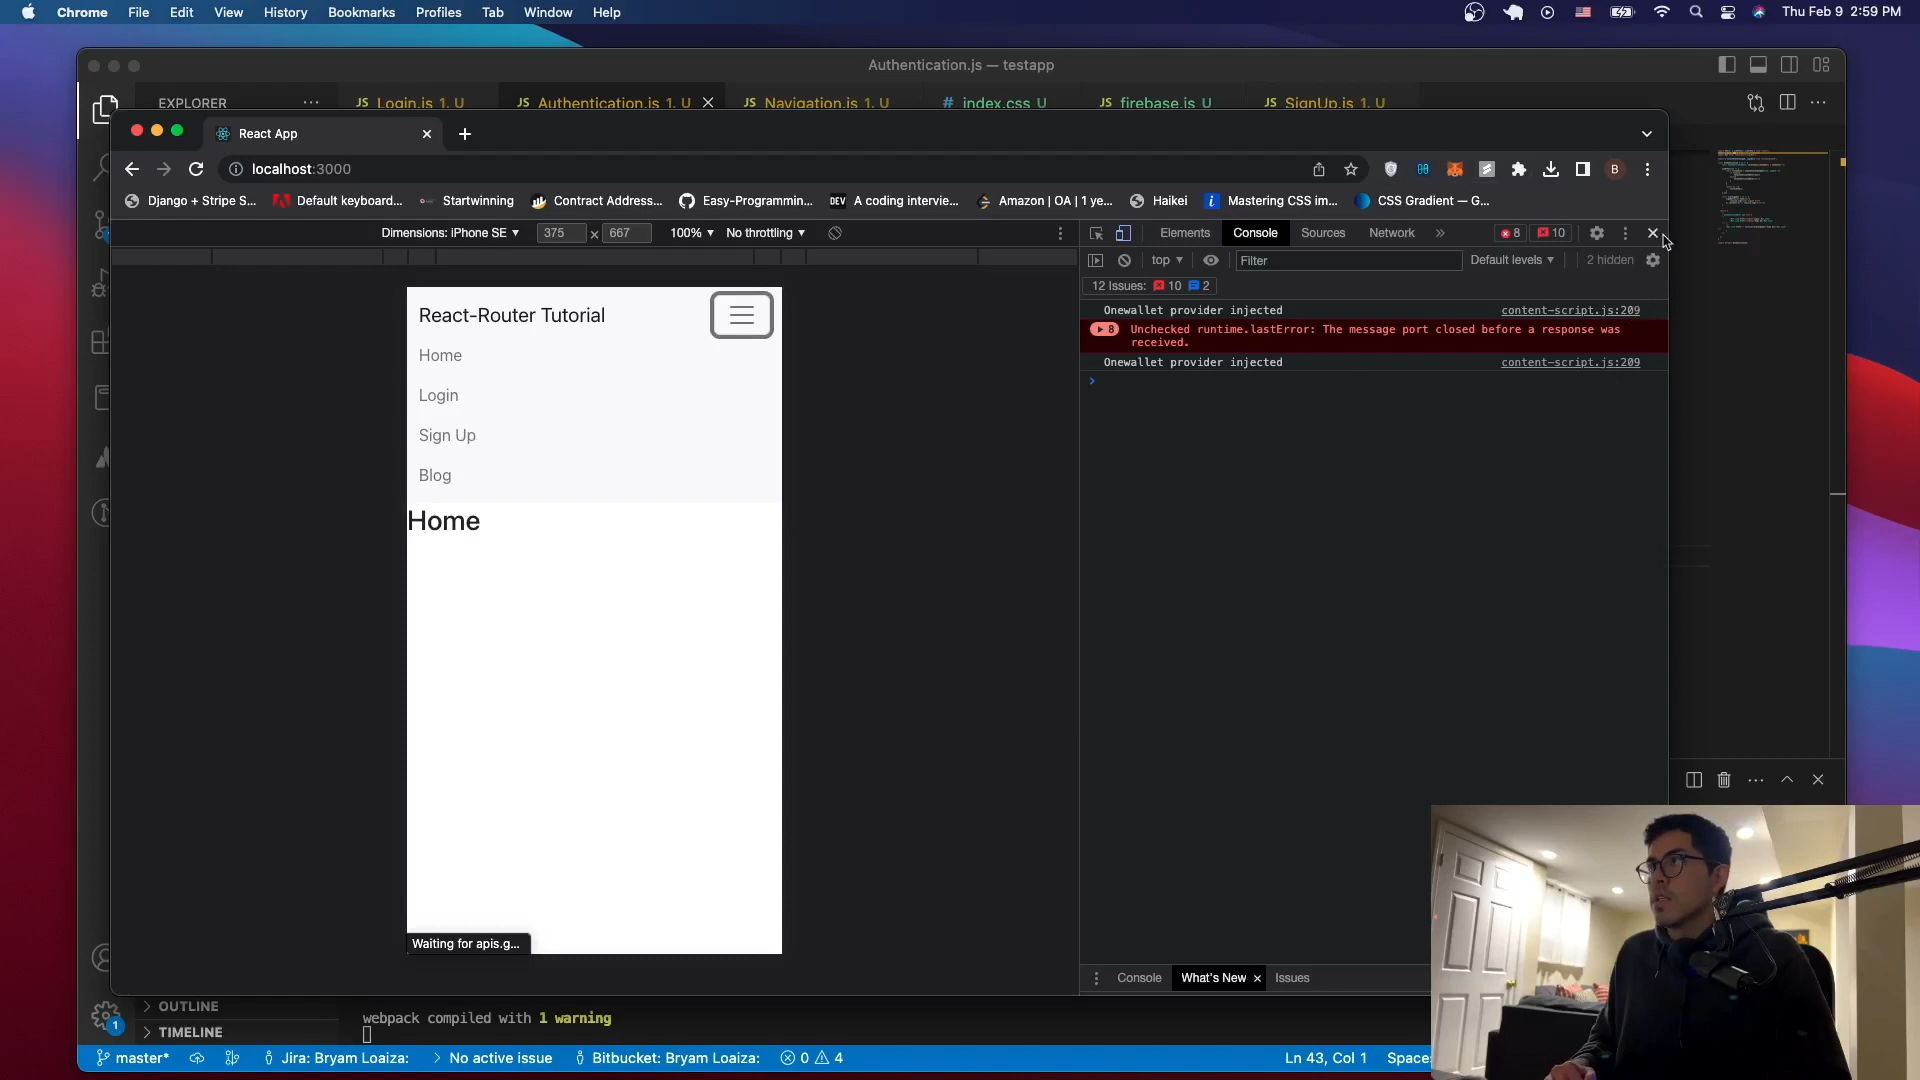 Chrome File Edit View History Bookmarks Profiles Tab Window Help Thu Feb 9 2:59 PM
Authentication.js — testapp
EXPLORER Login.js 1, U Authentication.js 1, U Navigation.js 1, U index.css U firebase.js U SignUp.js 1, U
React App
localhost:3000
Django + Stripe S... Default keyboard... Startwinning Contract Address... Easy-Programmin... A coding intervie... Amazon | OA | 1 ye... Haikei Mastering CSS im... CSS Gradient — G...
Dimensions: iPhone SE 375 × 667 100% No throttling
Elements Console Sources Network 8 10
top Filter Default levels 2 hidden
12 Issues: 10 2
Onewallet provider injected content-script.js:209
8 Unchecked runtime.lastError: The message port closed before a response was
received.
Onewallet provider injected content-script.js:209
React-Router Tutorial
Home
Login
Sign Up
Blog
Home
Waiting for apis.g...
Console What's New Issues
OUTLINE
TIMELINE
webpack compiled with 1 warning
1
master* Jira: Bryam Loaiza: No active issue Bitbucket: Bryam Loaiza: 0 4 Ln 43, Col 1